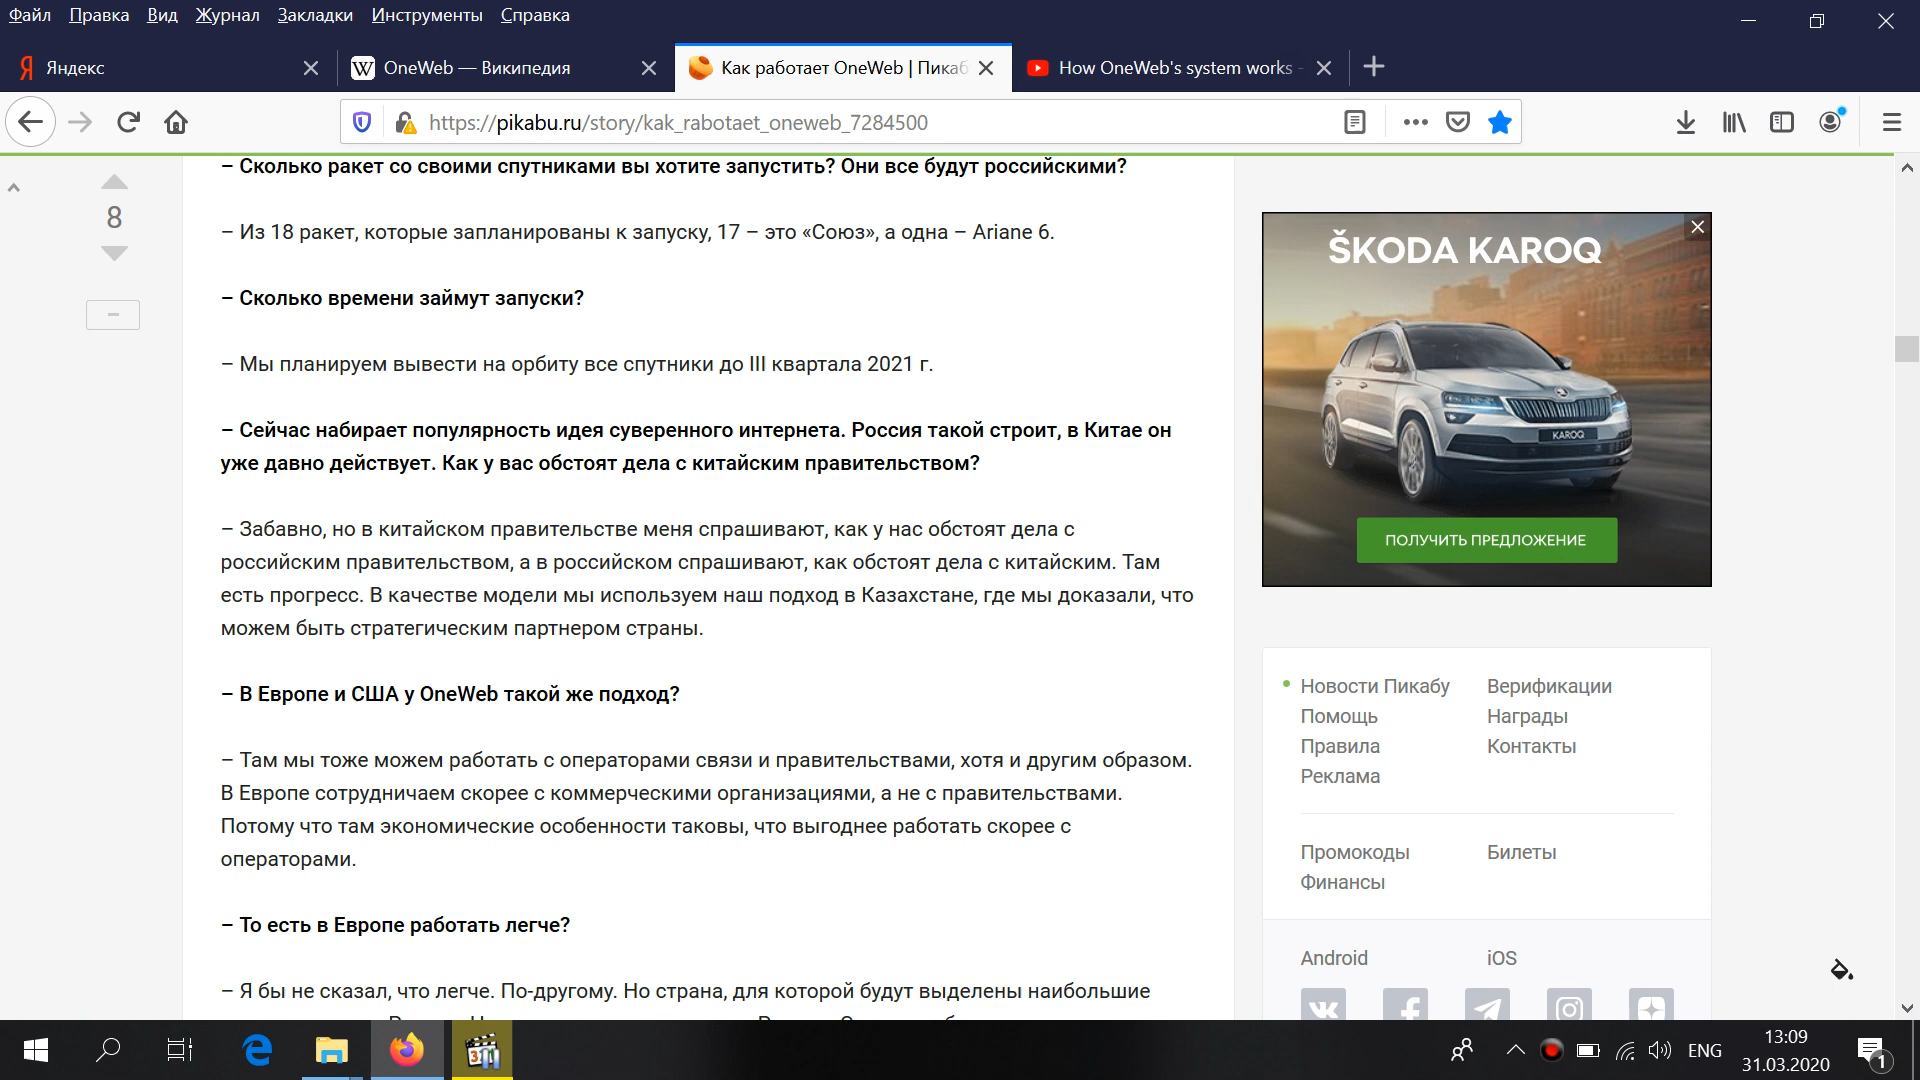 Файл Правка Вид Журнал Закладки Инструменты Справка
Яндекс
OneWeb — Википедия
Как работает OneWeb | Пикаб
How OneWeb's system works -
https://pikabu.ru/story/kak_rabotaet_oneweb_7284500
8
– Сколько ракет со своими спутниками вы хотите запустить? Они все будут российскими?
– Из 18 ракет, которые запланированы к запуску, 17 – это «Союз», а одна – Ariane 6.
– Сколько времени займут запуски?
– Мы планируем вывести на орбиту все спутники до III квартала 2021 г.
– Сейчас набирает популярность идея суверенного интернета. Россия такой строит, в Китае он
уже давно действует. Как у вас обстоят дела с китайским правительством?
– Забавно, но в китайском правительстве меня спрашивают, как у нас обстоят дела с
российским правительством, а в российском спрашивают, как обстоят дела с китайским. Там
есть прогресс. В качестве модели мы используем наш подход в Казахстане, где мы доказали, что
можем быть стратегическим партнером страны.
– В Европе и США у OneWeb такой же подход?
– Там мы тоже можем работать с операторами связи и правительствами, хотя и другим образом.
В Европе сотрудничаем скорее с коммерческими организациями, а не с правительствами.
Потому что там экономические особенности таковы, что выгоднее работать скорее с
операторами.
– То есть в Европе работать легче?
– Я бы не сказал, что легче. По-другому. Но страна, для которой будут выделены наибольшие
ŠKODA KAROQ
KAROQ
ПОЛУЧИТЬ ПРЕДЛОЖЕНИЕ
Новости Пикабу Верификации
Помощь Награды
Правила Контакты
Реклама
Промокоды Билеты
Финансы
Android iOS
ENG
13:09
31.03.2020
1